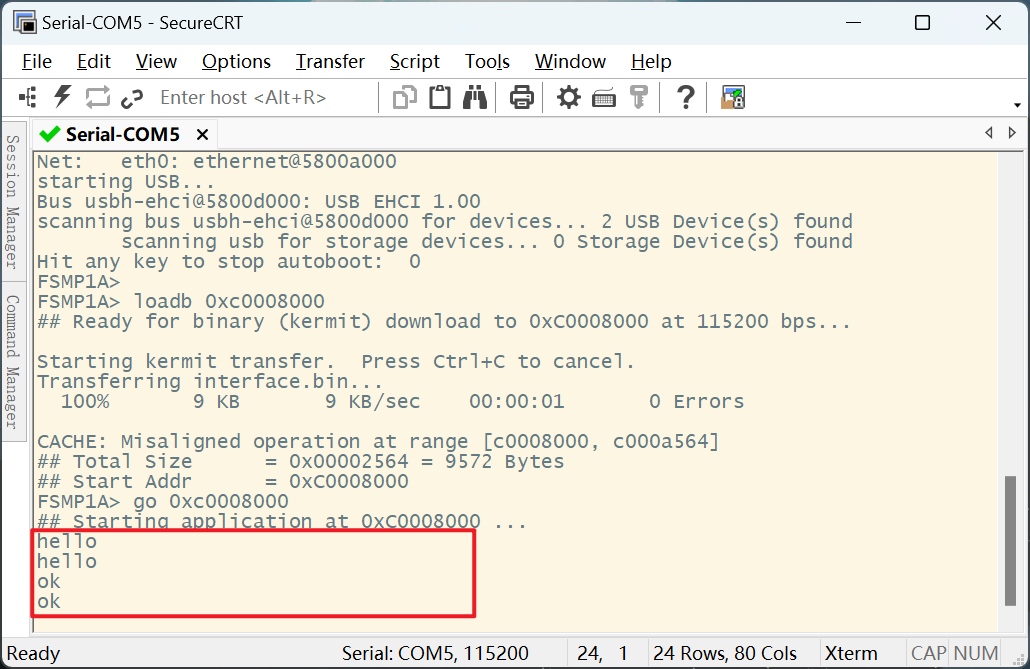 Serial-COM5 - SecureCRT
File Edit View Options Transfer Script Tools Window Help
Enter host <Alt+R>
Serial-COM5
Session Manager
Command Manager
Net:   eth0: ethernet@5800a000
starting USB...
Bus usbh-ehci@5800d000: USB EHCI 1.00
scanning bus usbh-ehci@5800d000 for devices... 2 USB Device(s) found
       scanning usb for storage devices... 0 Storage Device(s) found
Hit any key to stop autoboot:  0
FSMP1A>
FSMP1A> loadb 0xc0008000
## Ready for binary (kermit) download to 0xC0008000 at 115200 bps...
Starting kermit transfer.  Press Ctrl+C to cancel.
Transferring interface.bin...
  100%       9 KB       9 KB/sec    00:00:01       0 Errors
CACHE: Misaligned operation at range [c0008000, c000a564]
## Total Size      = 0x00002564 = 9572 Bytes
## Start Addr      = 0xC0008000
FSMP1A> go 0xc0008000
## Starting application at 0xC0008000 ...
hello
hello
ok
ok
Ready Serial: COM5, 115200 24, 1 24 Rows, 80 Cols Xterm CAP NUM